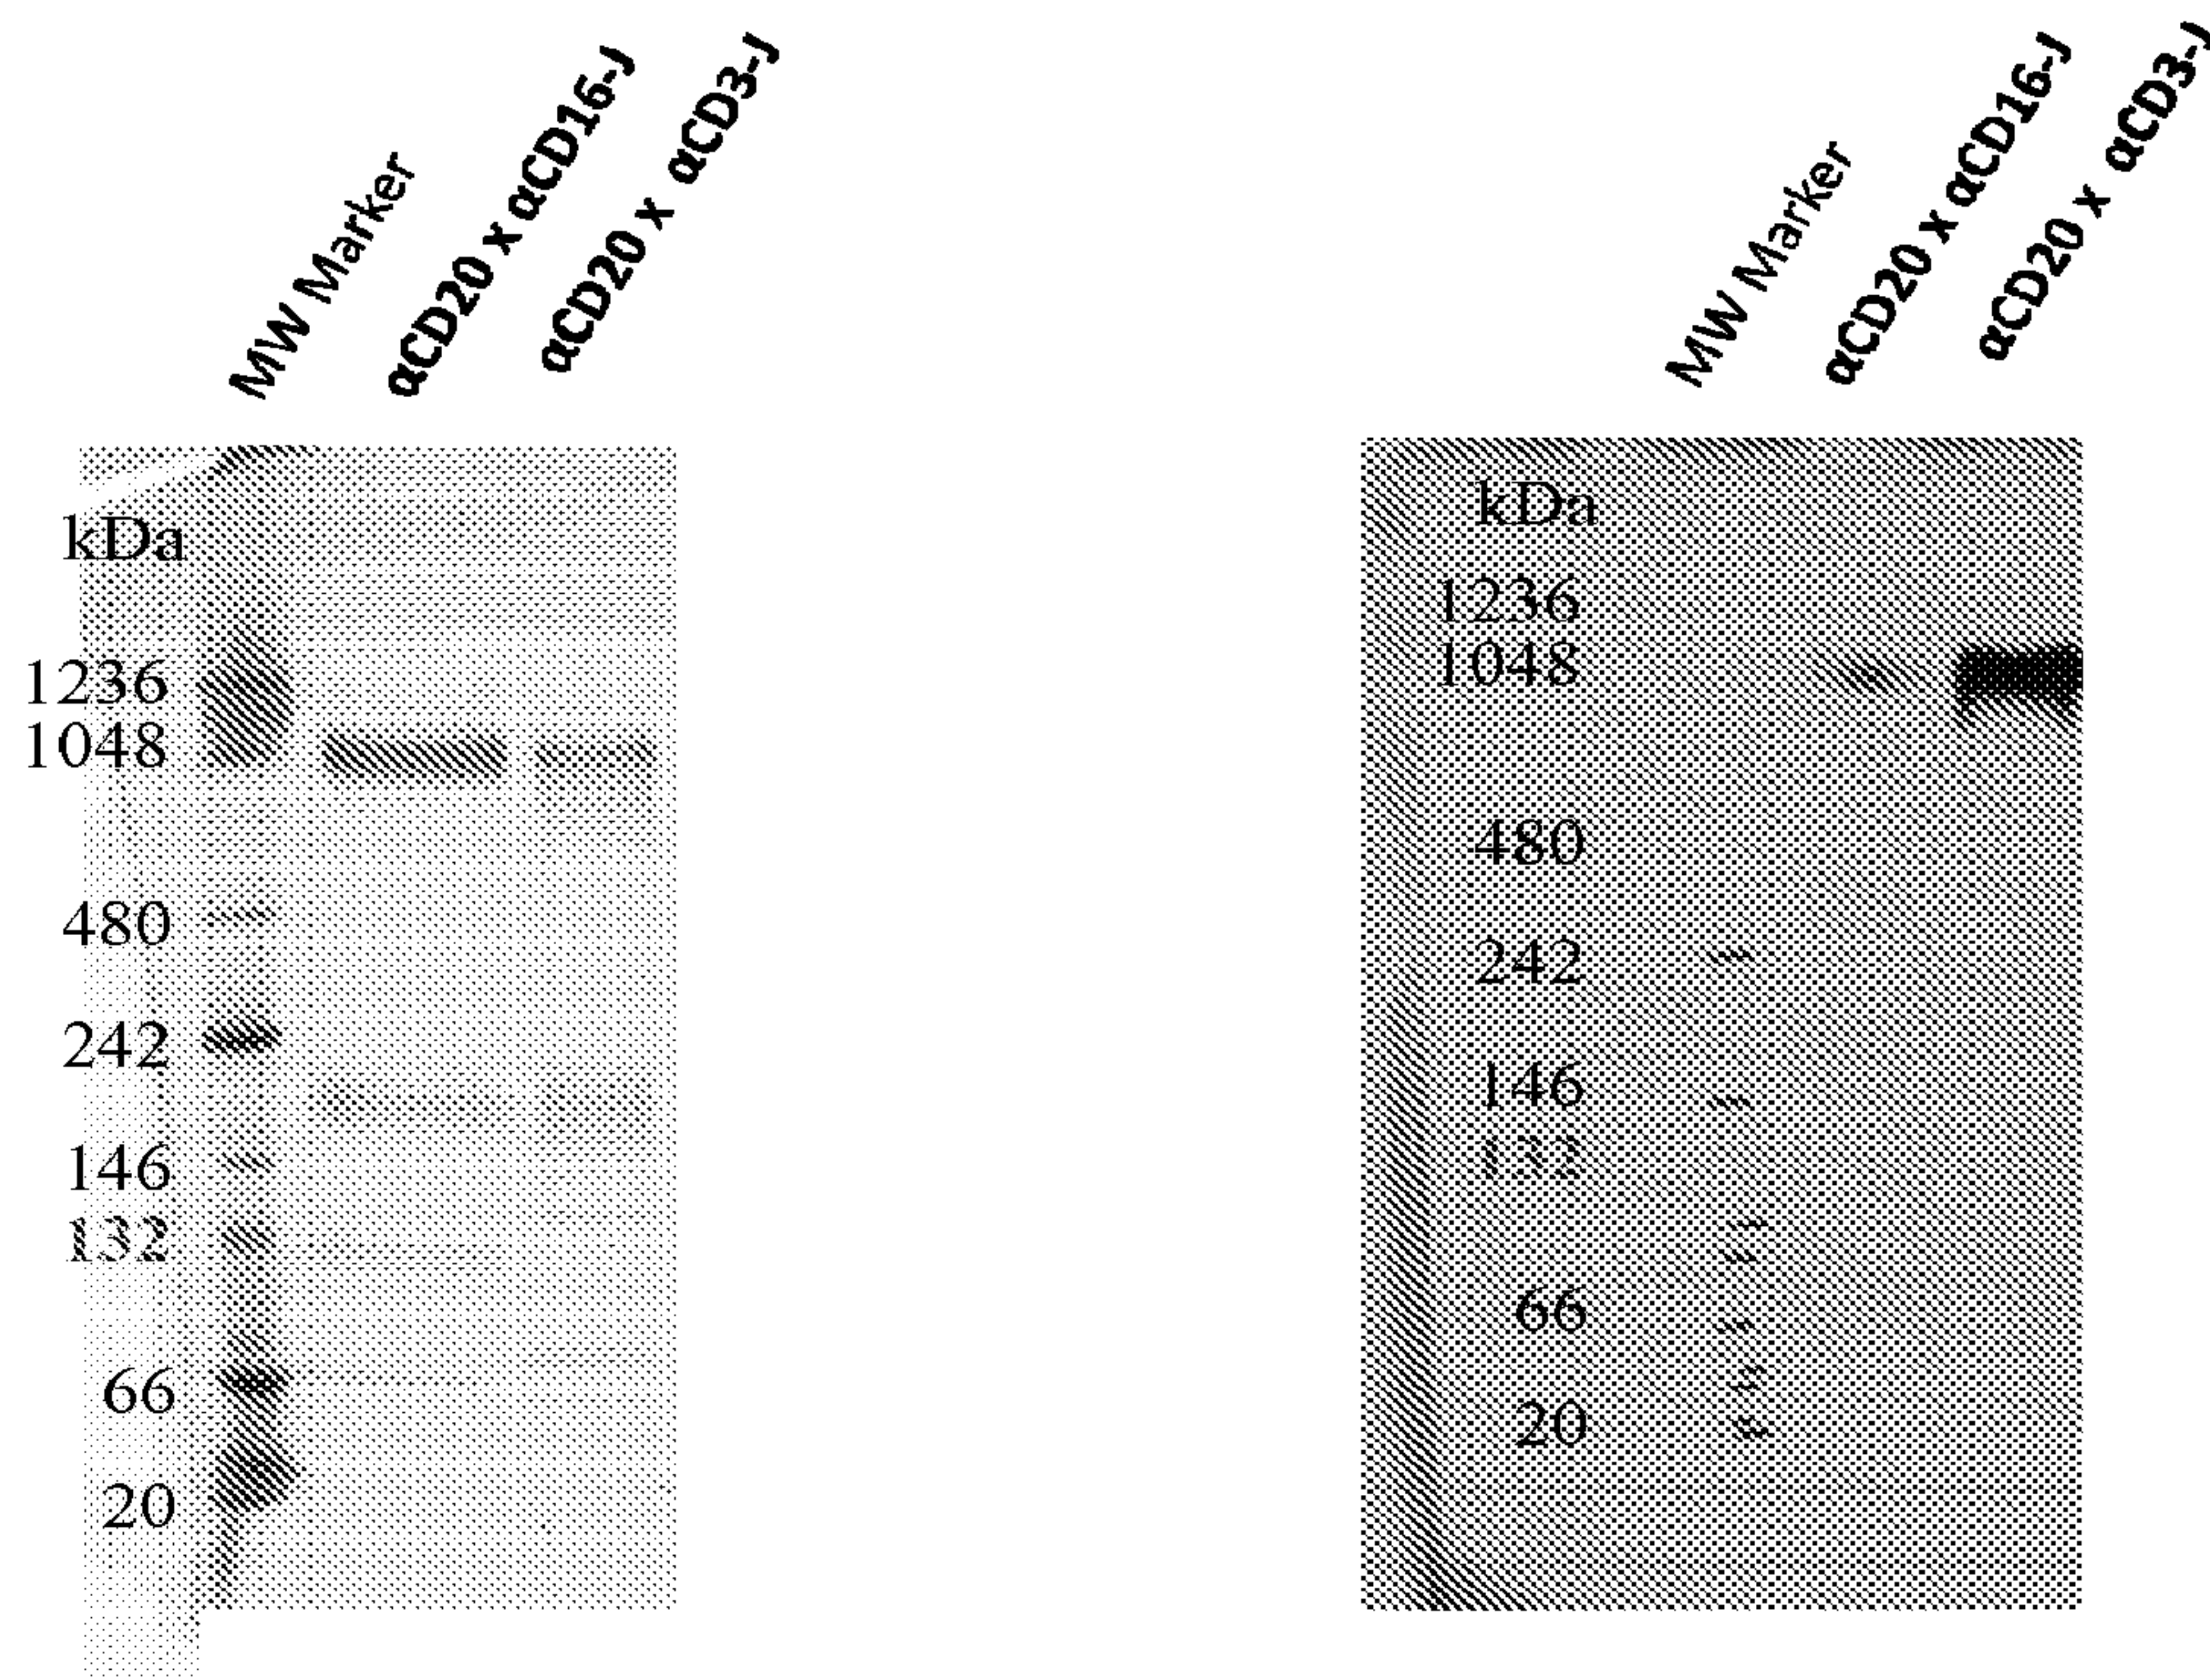 MW Marker
αCD20 x αCD16-J
αCD20 x αCD3-J
kDa
1236
1048
480
242
146
132
66
20
MW Marker
αCD20 x αCD16-J
αCD20 x αCD3-J
kDa
1236
1048
480
242
146
132
66
20